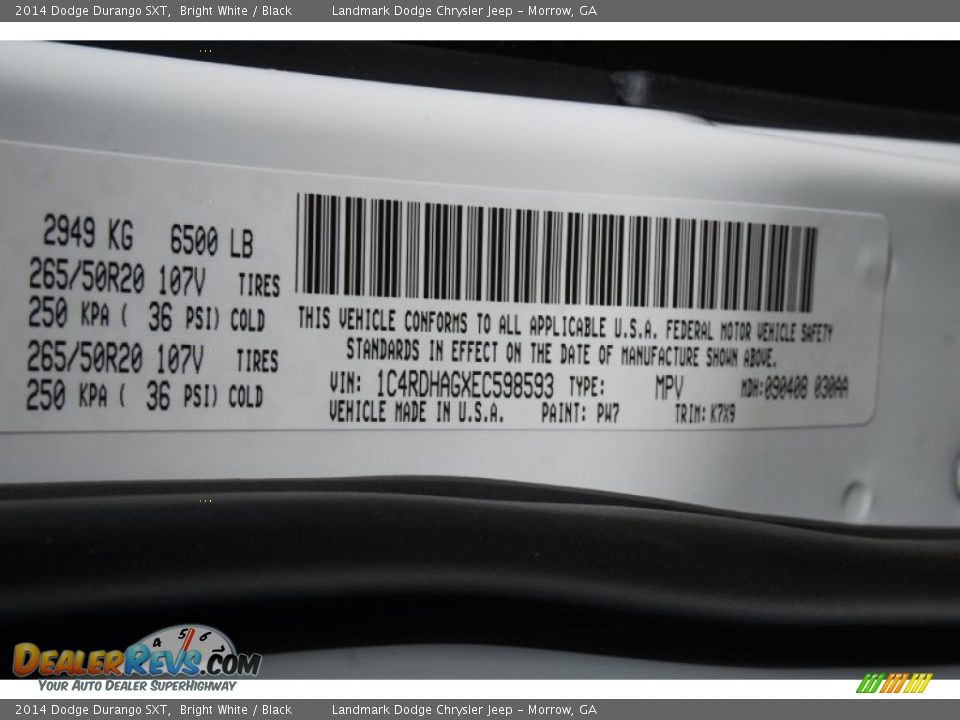 2014 Dodge Durango SXT,  Bright White / Black     Landmark Dodge Chrysler Jeep - Morrow, GA
2949 KG  6500 LB
265/50R20 107V  TIRES
250 KPA ( 36 PSI) COLD
265/50R20 107V  TIRES
250 KPA ( 36 PSI) COLD
THIS VEHICLE CONFORMS TO ALL APPLICABLE U.S.A. FEDERAL MOTOR VEHICLE SAFETY
STANDARDS IN EFFECT ON THE DATE OF MANUFACTURE SHOWN ABOVE.
VIN: 1C4RDHAGXEC598593 TYPE: MPV MDH:090408 030AA
VEHICLE MADE IN U.S.A. PAINT: PW7 TRIM: K7X9
4 5 6
DEALERREVS.COM
YOUR AUTO DEALER SUPERHIGHWAY
2014 Dodge Durango SXT,  Bright White / Black     Landmark Dodge Chrysler Jeep - Morrow, GA